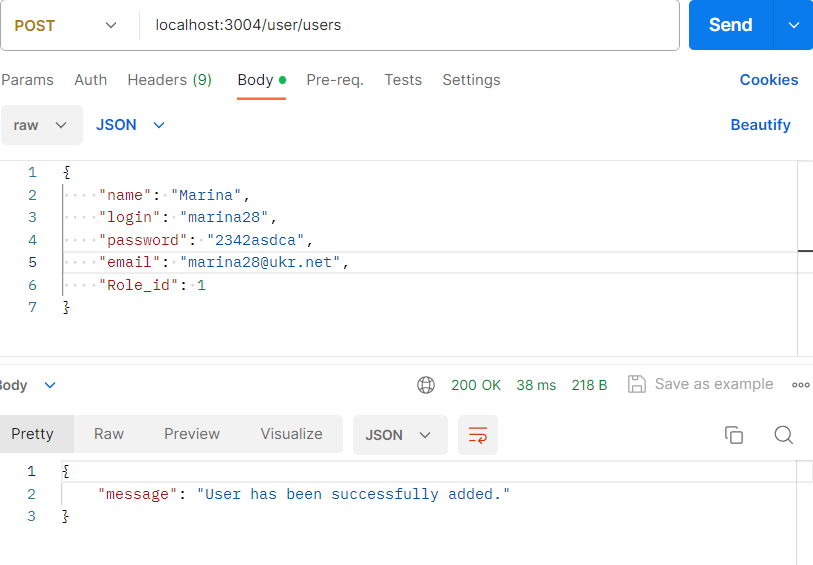 POST localhost:3004/user/users Send
Params Auth Headers (9) Body Pre-req. Tests Settings Cookies
raw JSON Beautify
1 {
2 "name": "Marina",
3 "login": "marina28",
4 "password": "2342asdca",
5 "email": "marina28@ukr.net",
6 "Role_id": 1
7 }
Body 200 OK 38 ms 218 B Save as example
Pretty Raw Preview Visualize JSON
1 {
2 "message": "User has been successfully added."
3 }